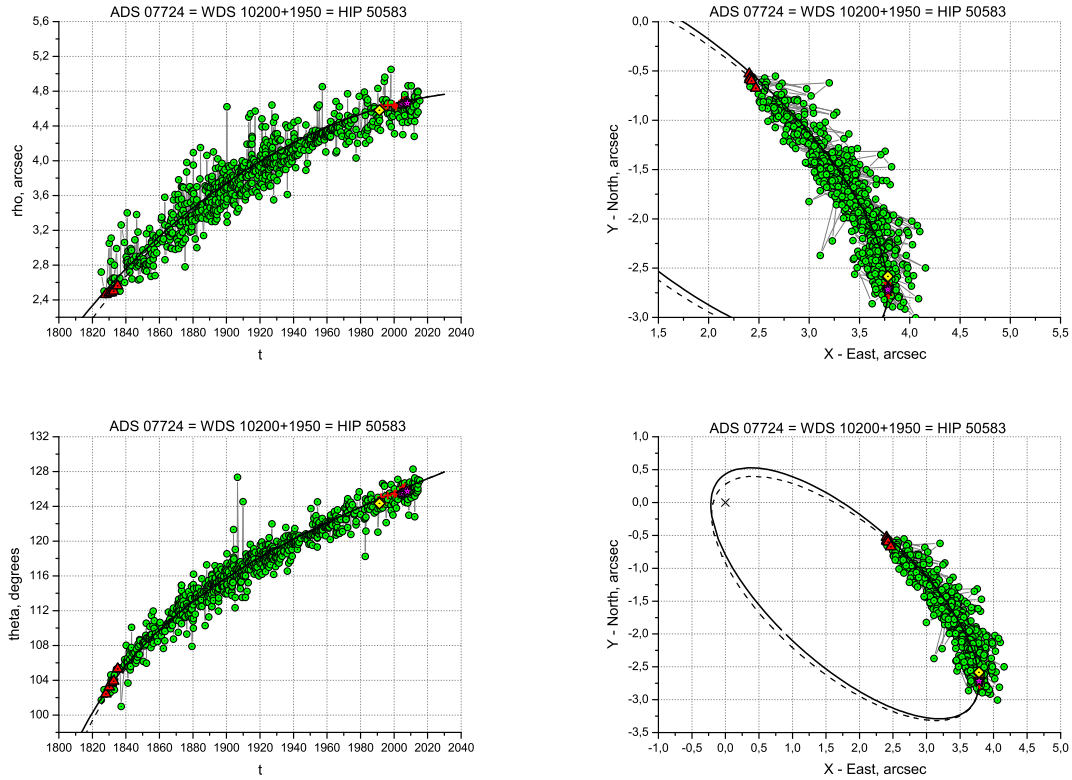 ADS 07724 = WDS 10200+1950 = HIP 50583
5,6
5,2
4,8
4,4
4,0
3,6
3,2
2,8
2,4
rho, arcsec
1800 1820 1840 1860 1880 1900 1920 1940 1960 1980 2000 2020 2040
t
ADS 07724 = WDS 10200+1950 = HIP 50583
0,0
-0,5
-1,0
-1,5
-2,0
-2,5
-3,0
Y - North, arcsec
1,5 2,0 2,5 3,0 3,5 4,0 4,5 5,0 5,5
X - East, arcsec
ADS 07724 = WDS 10200+1950 = HIP 50583
132
128
124
120
116
112
108
104
100
theta, degrees
1800 1820 1840 1860 1880 1900 1920 1940 1960 1980 2000 2020 2040
t
ADS 07724 = WDS 10200+1950 = HIP 50583
1,0
0,5
0,0
-0,5
-1,0
-1,5
-2,0
-2,5
-3,0
-3,5
Y - North, arcsec
-1,0 -0,5 0,0 0,5 1,0 1,5 2,0 2,5 3,0 3,5 4,0 4,5 5,0
X - East, arcsec